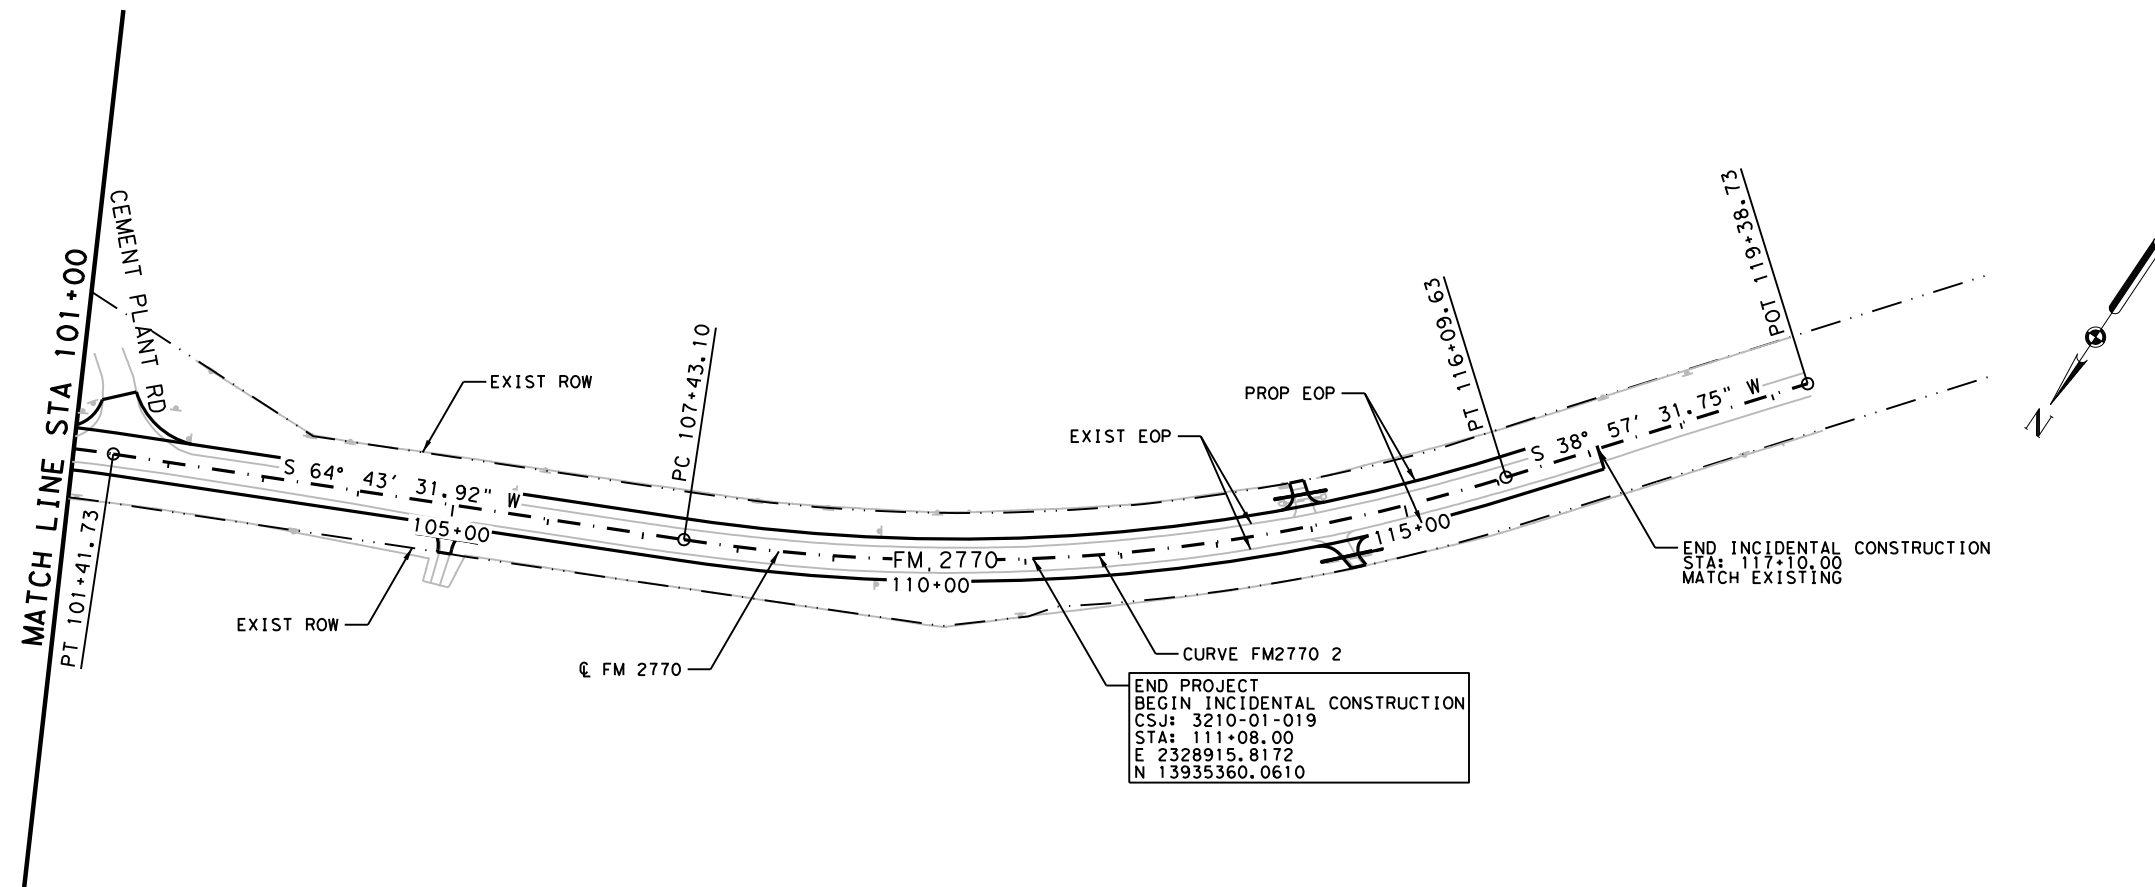 MATCH LINE STA 101+00
CEMENT PLANT RD
PT 101+41.73
EXIST ROW
S 64° 43' 31.92" W
105+00
EXIST ROW
PC 107+43.10
℄ FM 2770
FM 2770
110+00
CURVE FM2770 2
END PROJECT
BEGIN INCIDENTAL CONSTRUCTION
CSJ: 3210-01-019
STA: 111+08.00
E 2328915.8172
N 13935360.0610
EXIST EOP
PROP EOP
115+00
PT 116+09.63
S 38° 57' 31.75" W
POT 119+38.73
END INCIDENTAL CONSTRUCTION
STA: 117+10.00
MATCH EXISTING
N